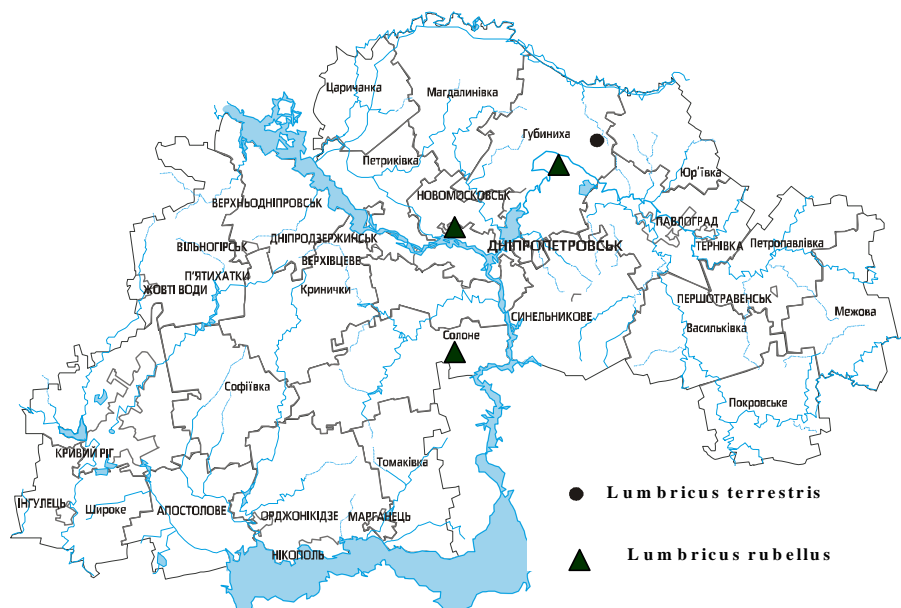 Царичанка
Магдалинівка
Губиниха
Петриківка
Юр'ївка
НОВОМОСКОВСЬК
ВЕРХНЬОДНІПРОВСЬК
ПАВЛОГРАД
ДНІПРОДЗЕРЖИНСЬК
ДНІПРОПЕТРОВСЬК
ВІЛЬНОГІРСЬК
ТЕРНІВКА
Петропавлівка
ВЕРХІВЦЕВЕ
П'ЯТИХАТКИ
ЖОВТІ ВОДИ
Кринички
ПЕРШОТРАВЕНСЬК
Межова
СИНЕЛЬНИКОВЕ
Васильківка
Солоне
Софіївка
Покровське
КРИВИЙ РІГ
Томаківка
ІНГУЛЕЦЬ
Широке
АПОСТОЛОВЕ
ОРДЖОНІКІДЗЕ
МАРГАНЕЦЬ
НІКОПОЛЬ
Lumbricus terrestris
Lumbricus rubellus